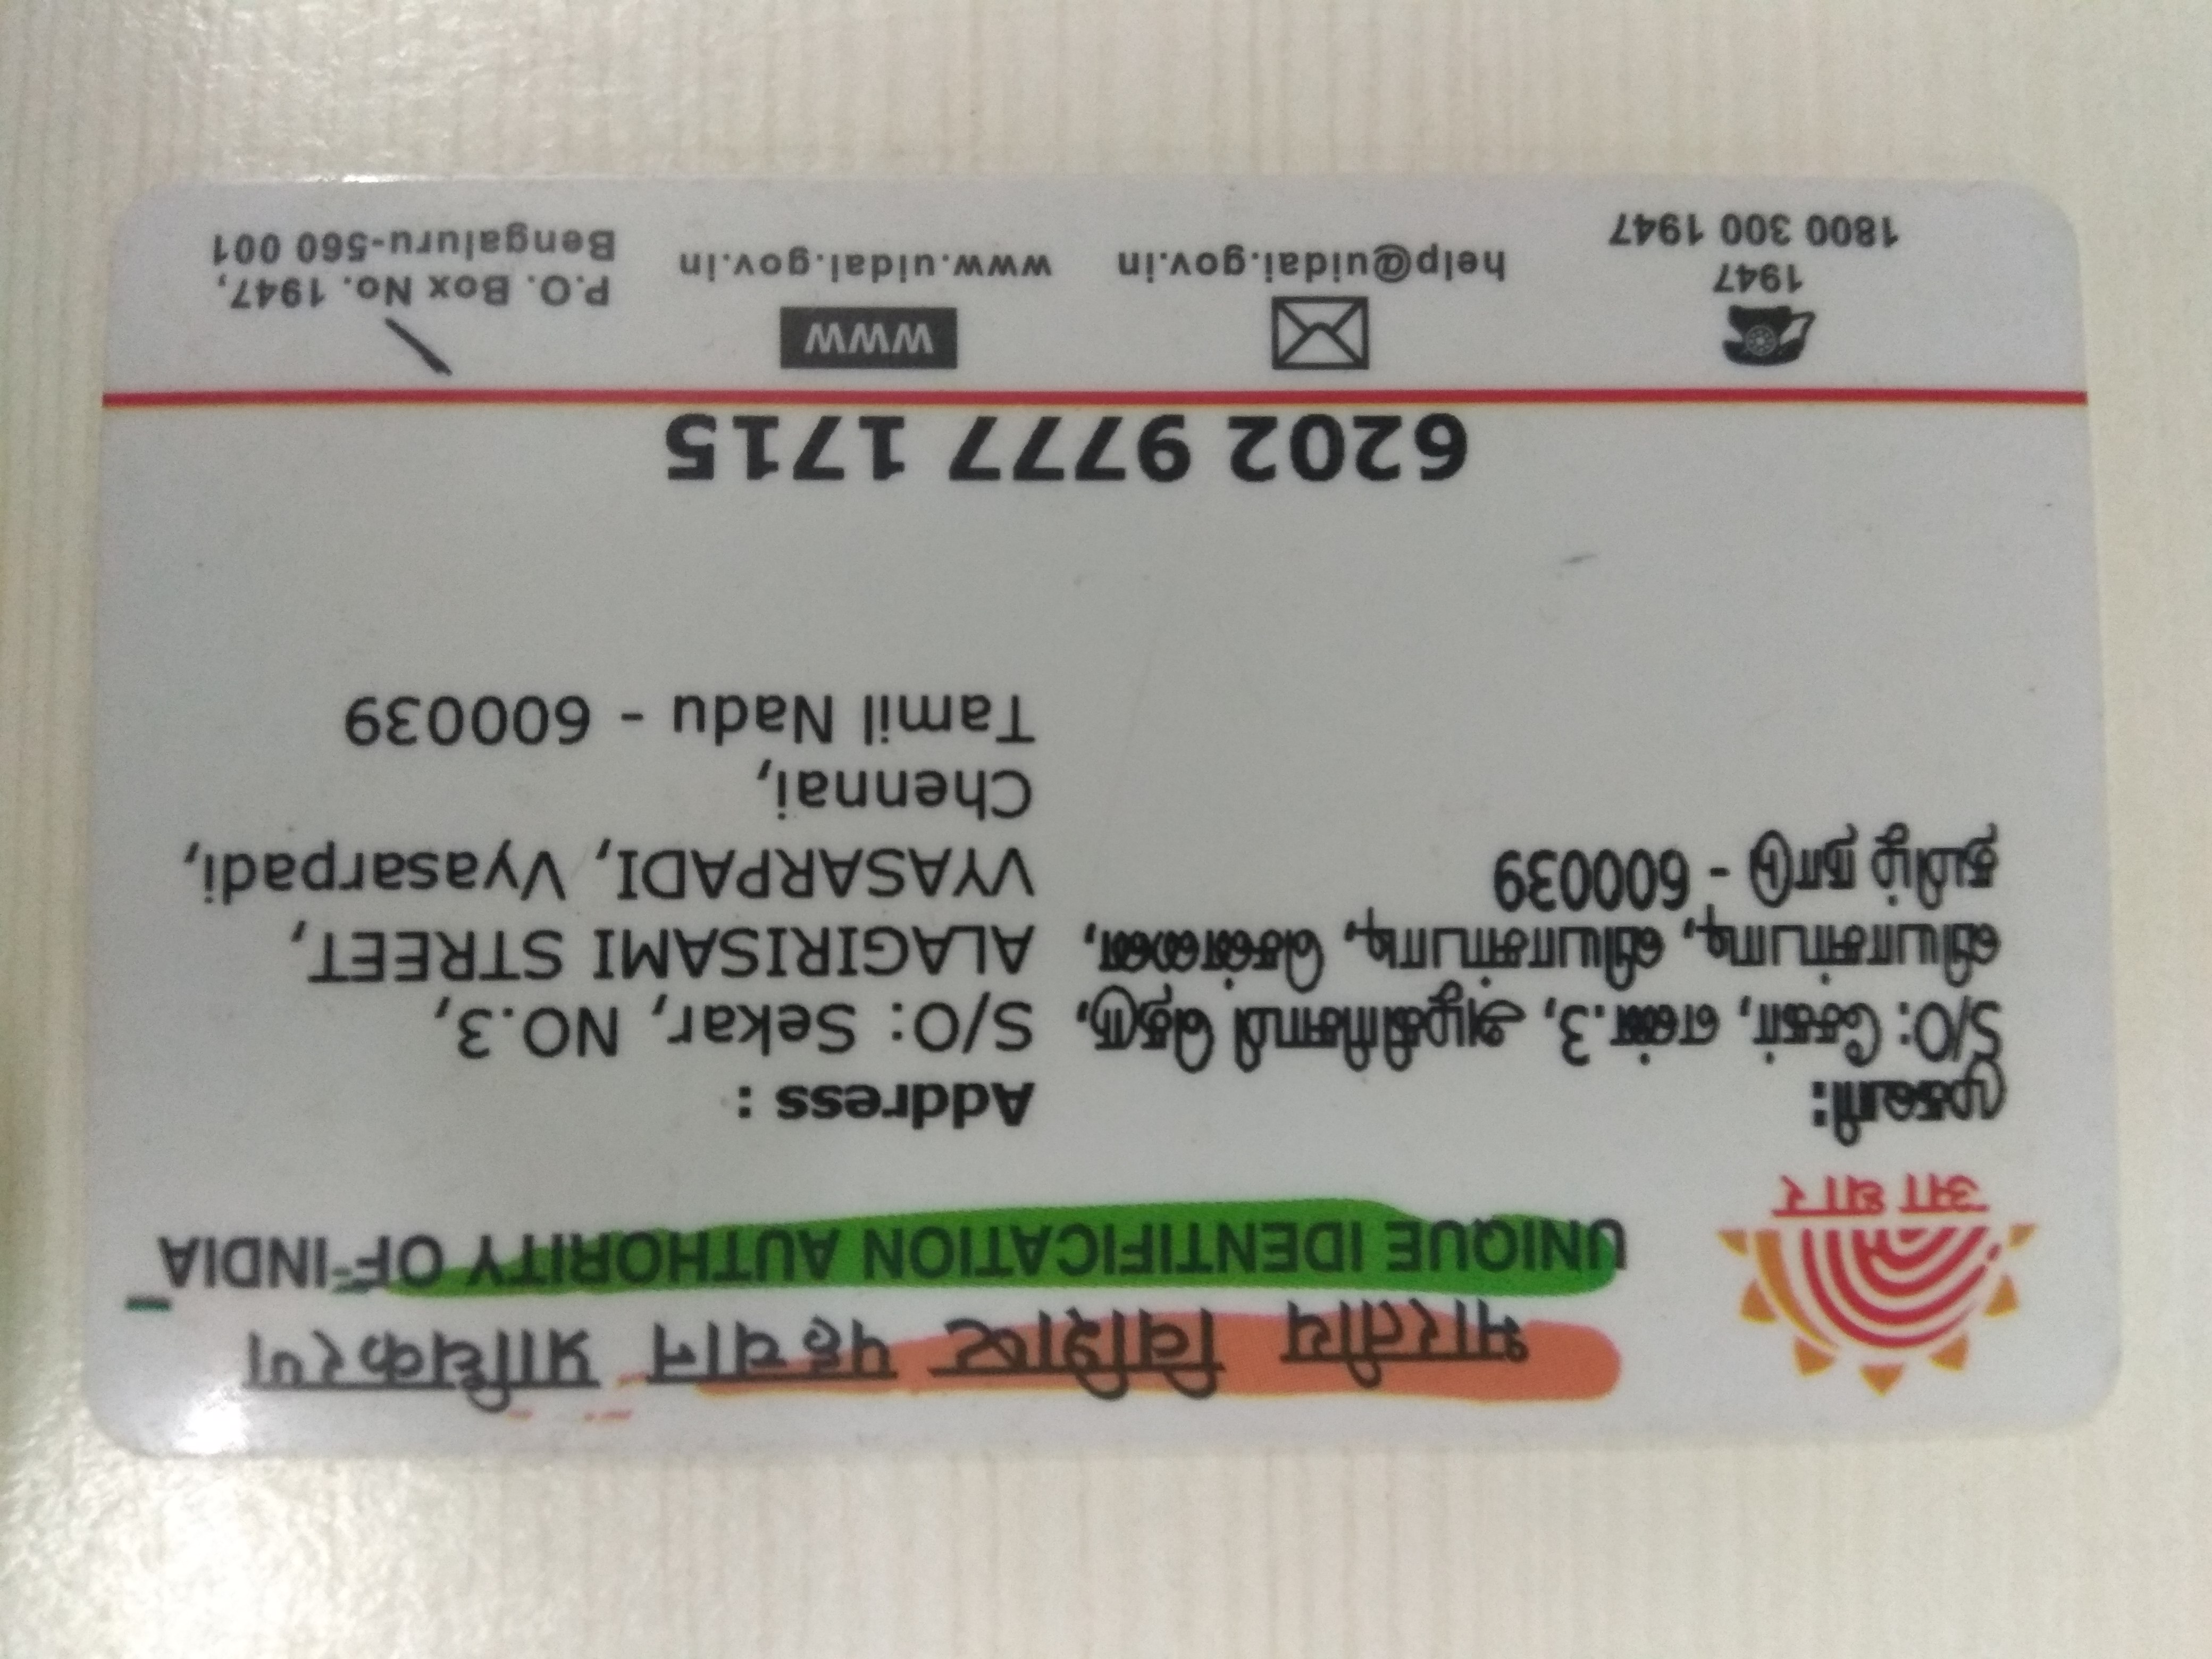 भारतीय विशिष्ट पहचान प्राधिकरण
UNIQUE IDENTIFICATION AUTHORITY OF INDIA
आधार
முகவரி:
S/O: சேகர், எண்.3, அழகிரிசாமி தெரு,
வியாசர்பாடி, வியாசர்பாடி, சென்னை,
தமிழ் நாடு - 600039
Address :
S/O: Sekar, NO.3,
ALAGIRISAMI STREET,
VYASARPADI, Vyasarpadi,
Chennai,
Tamil Nadu - 600039
6202 9777 1715
1947
1800 300 1947
help@uidai.gov.in
WWW
www.uidai.gov.in
P.O. Box No. 1947,
Bengaluru-560 001